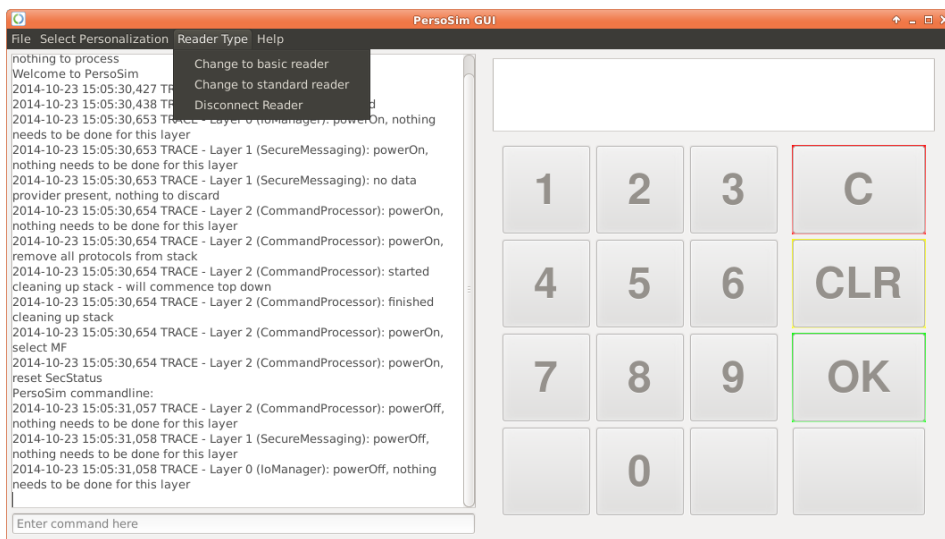 PersoSim GUI
File Select Personalization Reader Type Help
Change to basic reader
Change to standard reader
Disconnect Reader
nothing to process
Welcome to PersoSim
2014-10-23 15:05:30,427
2014-10-23 15:05:30,438
2014-10-23 15:05:30,653 TRACE - Layer 0 (IoManager): powerOn, nothing
needs to be done for this layer
2014-10-23 15:05:30,653 TRACE - Layer 1 (SecureMessaging): powerOn,
nothing needs to be done for this layer
2014-10-23 15:05:30,653 TRACE - Layer 1 (SecureMessaging): no data
provider present, nothing to discard
2014-10-23 15:05:30,654 TRACE - Layer 2 (CommandProcessor): powerOn,
nothing needs to be done for this layer
2014-10-23 15:05:30,654 TRACE - Layer 2 (CommandProcessor): powerOn,
remove all protocols from stack
2014-10-23 15:05:30,654 TRACE - Layer 2 (CommandProcessor): started
cleaning up stack - will commence top down
2014-10-23 15:05:30,654 TRACE - Layer 2 (CommandProcessor): finished
cleaning up stack
2014-10-23 15:05:30,654 TRACE - Layer 2 (CommandProcessor): powerOn,
select MF
2014-10-23 15:05:30,654 TRACE - Layer 2 (CommandProcessor): powerOn,
reset SecStatus
PersoSim commandline:
2014-10-23 15:05:31,057 TRACE - Layer 2 (CommandProcessor): powerOff,
nothing needs to be done for this layer
2014-10-23 15:05:31,058 TRACE - Layer 1 (SecureMessaging): powerOff,
nothing needs to be done for this layer
2014-10-23 15:05:31,058 TRACE - Layer 0 (IoManager): powerOff, nothing
needs to be done for this layer
Enter command here
1 2 3 C
4 5 6 CLR
7 8 9 OK
0